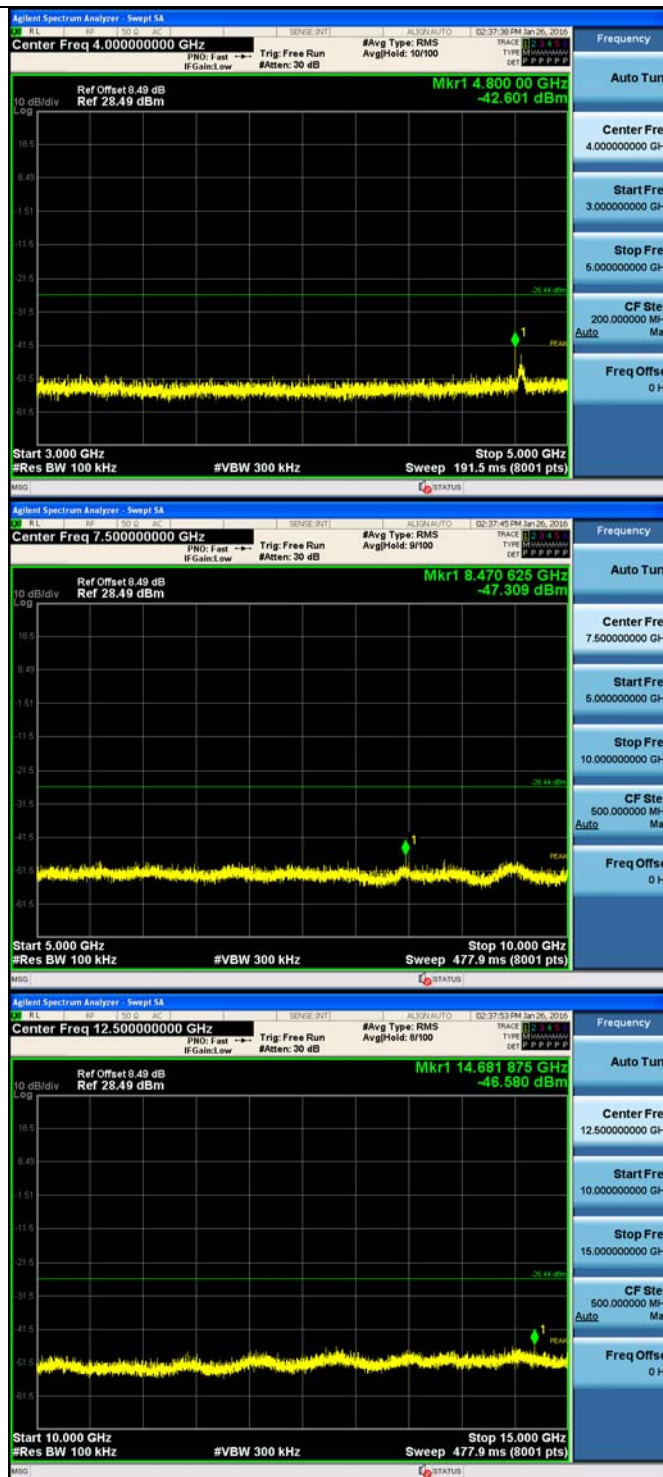 Agilent Spectrum Analyzer - Swept SA
RL RF 50 Ω AC SENSE:INT ALIGN AUTO 02:37:38 PM Jan 26, 2016
Center Freq 4.000000000 GHz
PNO: Fast
IFGain:Low
Trig: Free Run
#Atten: 30 dB
#Avg Type: RMS
Avg|Hold: 10/100
TRACE 1 2 3 4 5 6
TYPE
DET P P P P P P
Frequency
Auto Tun
Mkr1 4.800 00 GHz
-42.601 dBm
Ref Offset 8.49 dB
10 dB/div Ref 28.49 dBm
Log
18.5
8.49
-1.51
-11.5
-21.5
-31.5
-41.5
-51.5
-61.5
1
PEAK
Start 3.000 GHz Stop 5.000 GHz
#Res BW 100 kHz #VBW 300 kHz Sweep 191.5 ms (8001 pts)
MSG STATUS
Center Fre
4.000000000 GH
Start Fre
3.000000000 GH
Stop Fre
5.000000000 GH
CF Ste
200.000000 MH
Auto Ma
Freq Offse
0 H
Agilent Spectrum Analyzer - Swept SA
RL RF 50 Ω AC SENSE:INT ALIGN AUTO 02:37:45 PM Jan 26, 2016
Center Freq 7.500000000 GHz
PNO: Fast
IFGain:Low
Trig: Free Run
#Atten: 30 dB
#Avg Type: RMS
Avg|Hold: 9/100
TRACE 1 2 3 4 5 6
TYPE
DET P P P P P P
Frequency
Auto Tun
Mkr1 8.470 625 GHz
-47.309 dBm
Ref Offset 8.49 dB
10 dB/div Ref 28.49 dBm
Log
18.5
8.49
-1.51
-11.5
-21.5
-31.5
-41.5
-51.5
-61.5
1
PEAK
Start 5.000 GHz Stop 10.000 GHz
#Res BW 100 kHz #VBW 300 kHz Sweep 477.9 ms (8001 pts)
MSG STATUS
Center Fre
7.500000000 GH
Start Fre
5.000000000 GH
Stop Fre
10.000000000 GH
CF Ste
500.000000 MH
Auto Ma
Freq Offse
0 H
Agilent Spectrum Analyzer - Swept SA
RL RF 50 Ω AC SENSE:INT ALIGN AUTO 02:37:53 PM Jan 26, 2016
Center Freq 12.500000000 GHz
PNO: Fast
IFGain:Low
Trig: Free Run
#Atten: 30 dB
#Avg Type: RMS
Avg|Hold: 8/100
TRACE 1 2 3 4 5 6
TYPE
DET P P P P P P
Frequency
Auto Tun
Mkr1 14.681 875 GHz
-46.580 dBm
Ref Offset 8.49 dB
10 dB/div Ref 28.49 dBm
Log
18.5
8.49
-1.51
-11.5
-21.5
-31.5
-41.5
-51.5
-61.5
1
PEAK
Start 10.000 GHz Stop 15.000 GHz
#Res BW 100 kHz #VBW 300 kHz Sweep 477.9 ms (8001 pts)
MSG STATUS
Center Fre
12.500000000 GH
Start Fre
10.000000000 GH
Stop Fre
15.000000000 GH
CF Ste
500.000000 MH
Auto Ma
Freq Offse
0 H